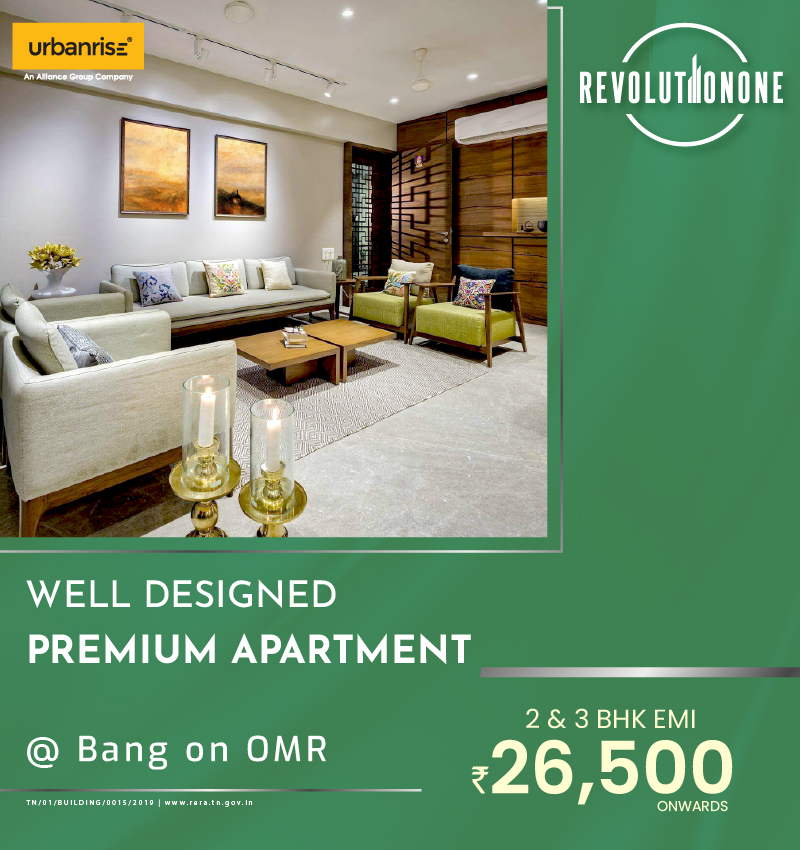 urbanrise®
An Alliance Group Company
REVOLUTIONONE
WELL DESIGNED
PREMIUM APARTMENT
@ Bang on OMR
2 & 3 BHK EMI
₹26,500
ONWARDS
TN/01/BUILDING/0015/2019 | www.rera.tn.gov.in